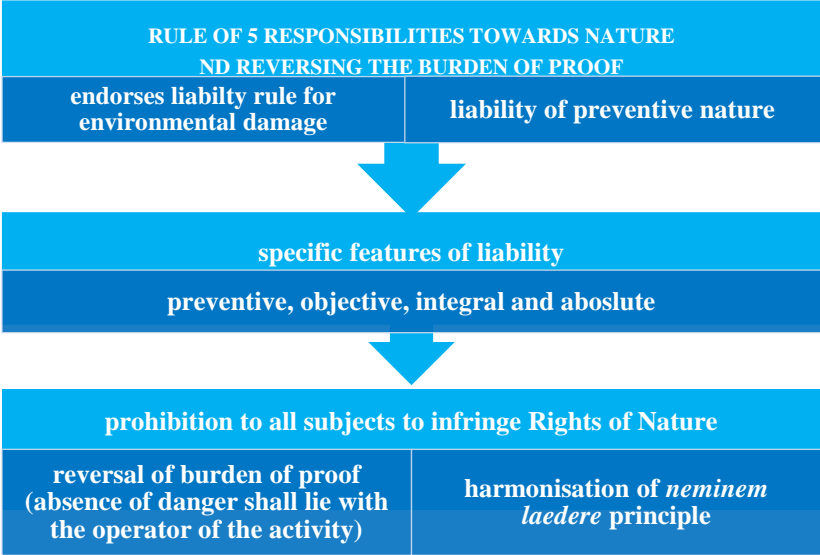 RULE OF 5 RESPONSIBILITIES TOWARDS NATURE
ND REVERSING THE BURDEN OF PROOF
endorses liabilty rule for
environmental damage
liability of preventive nature
specific features of liability
preventive, objective, integral and aboslute
prohibition to all subjects to infringe Rights of Nature
reversal of burden of proof
(absence of danger shall lie with
the operator of the activity)
harmonisation of neminem
laedere principle